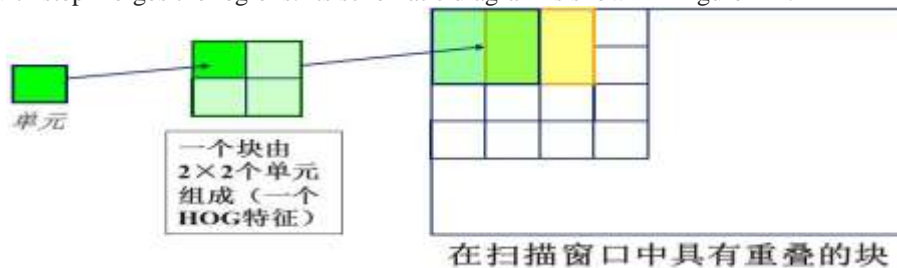 单元
一个块由
2×2个单元
组成（一个
HOG特征）
在扫描窗口中具有重叠的块